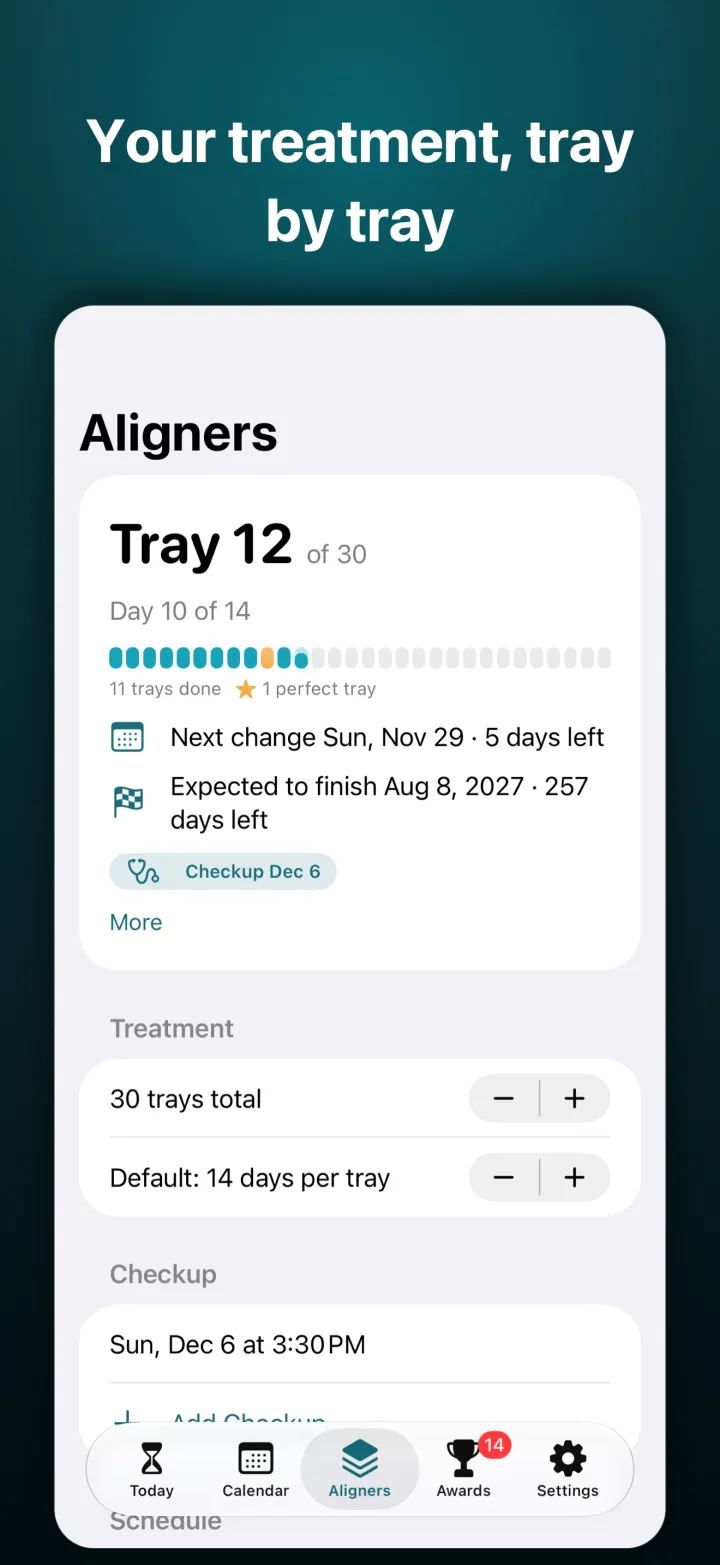 Your treatment, tray
by tray
Aligners
Tray 12 of 30
Day 10 of 14
11 trays done 1 perfect tray
Next change Sun, Nov 29 · 5 days left
Expected to finish Aug 8, 2027 · 257
days left
Checkup Dec 6
More
Treatment
30 trays total
Default: 14 days per tray
Checkup
Sun, Dec 6 at 3:30 PM
Add Checkup
14
Today Calendar Aligners Awards Settings
Schedule